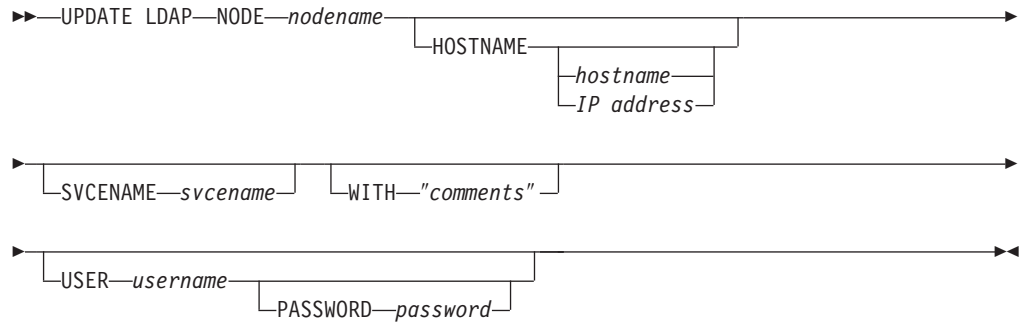 UPDATE LDAP NODE nodename
HOSTNAME
hostname
IP address
SVCENAME svcename WITH "comments"
USER username
PASSWORD password